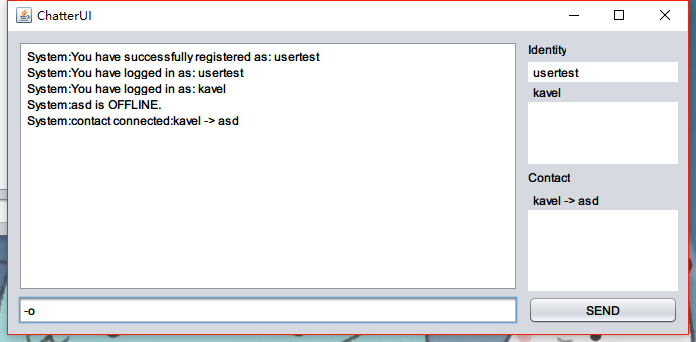 ChatterUI
System:You have successfully registered as: usertest
System:You have logged in as: usertest
System:You have logged in as: kavel
System:asd is OFFLINE.
System:contact connected:kavel -> asd
-o
Identity
usertest
kavel
Contact
kavel -> asd
SEND